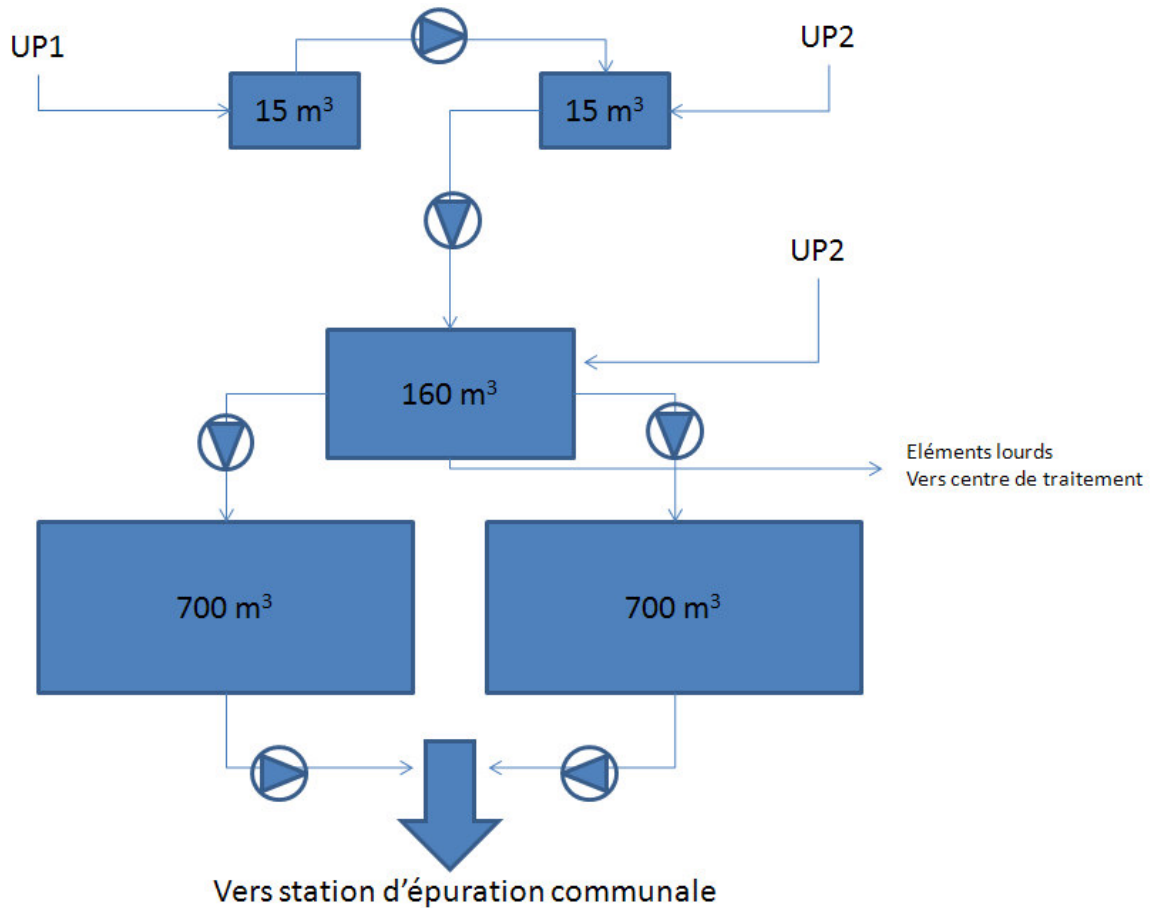 UP1
UP2
15 m³
15 m³
UP2
160 m³
Eléments lourds
Vers centre de traitement
700 m³
700 m³
Vers station d'épuration communale